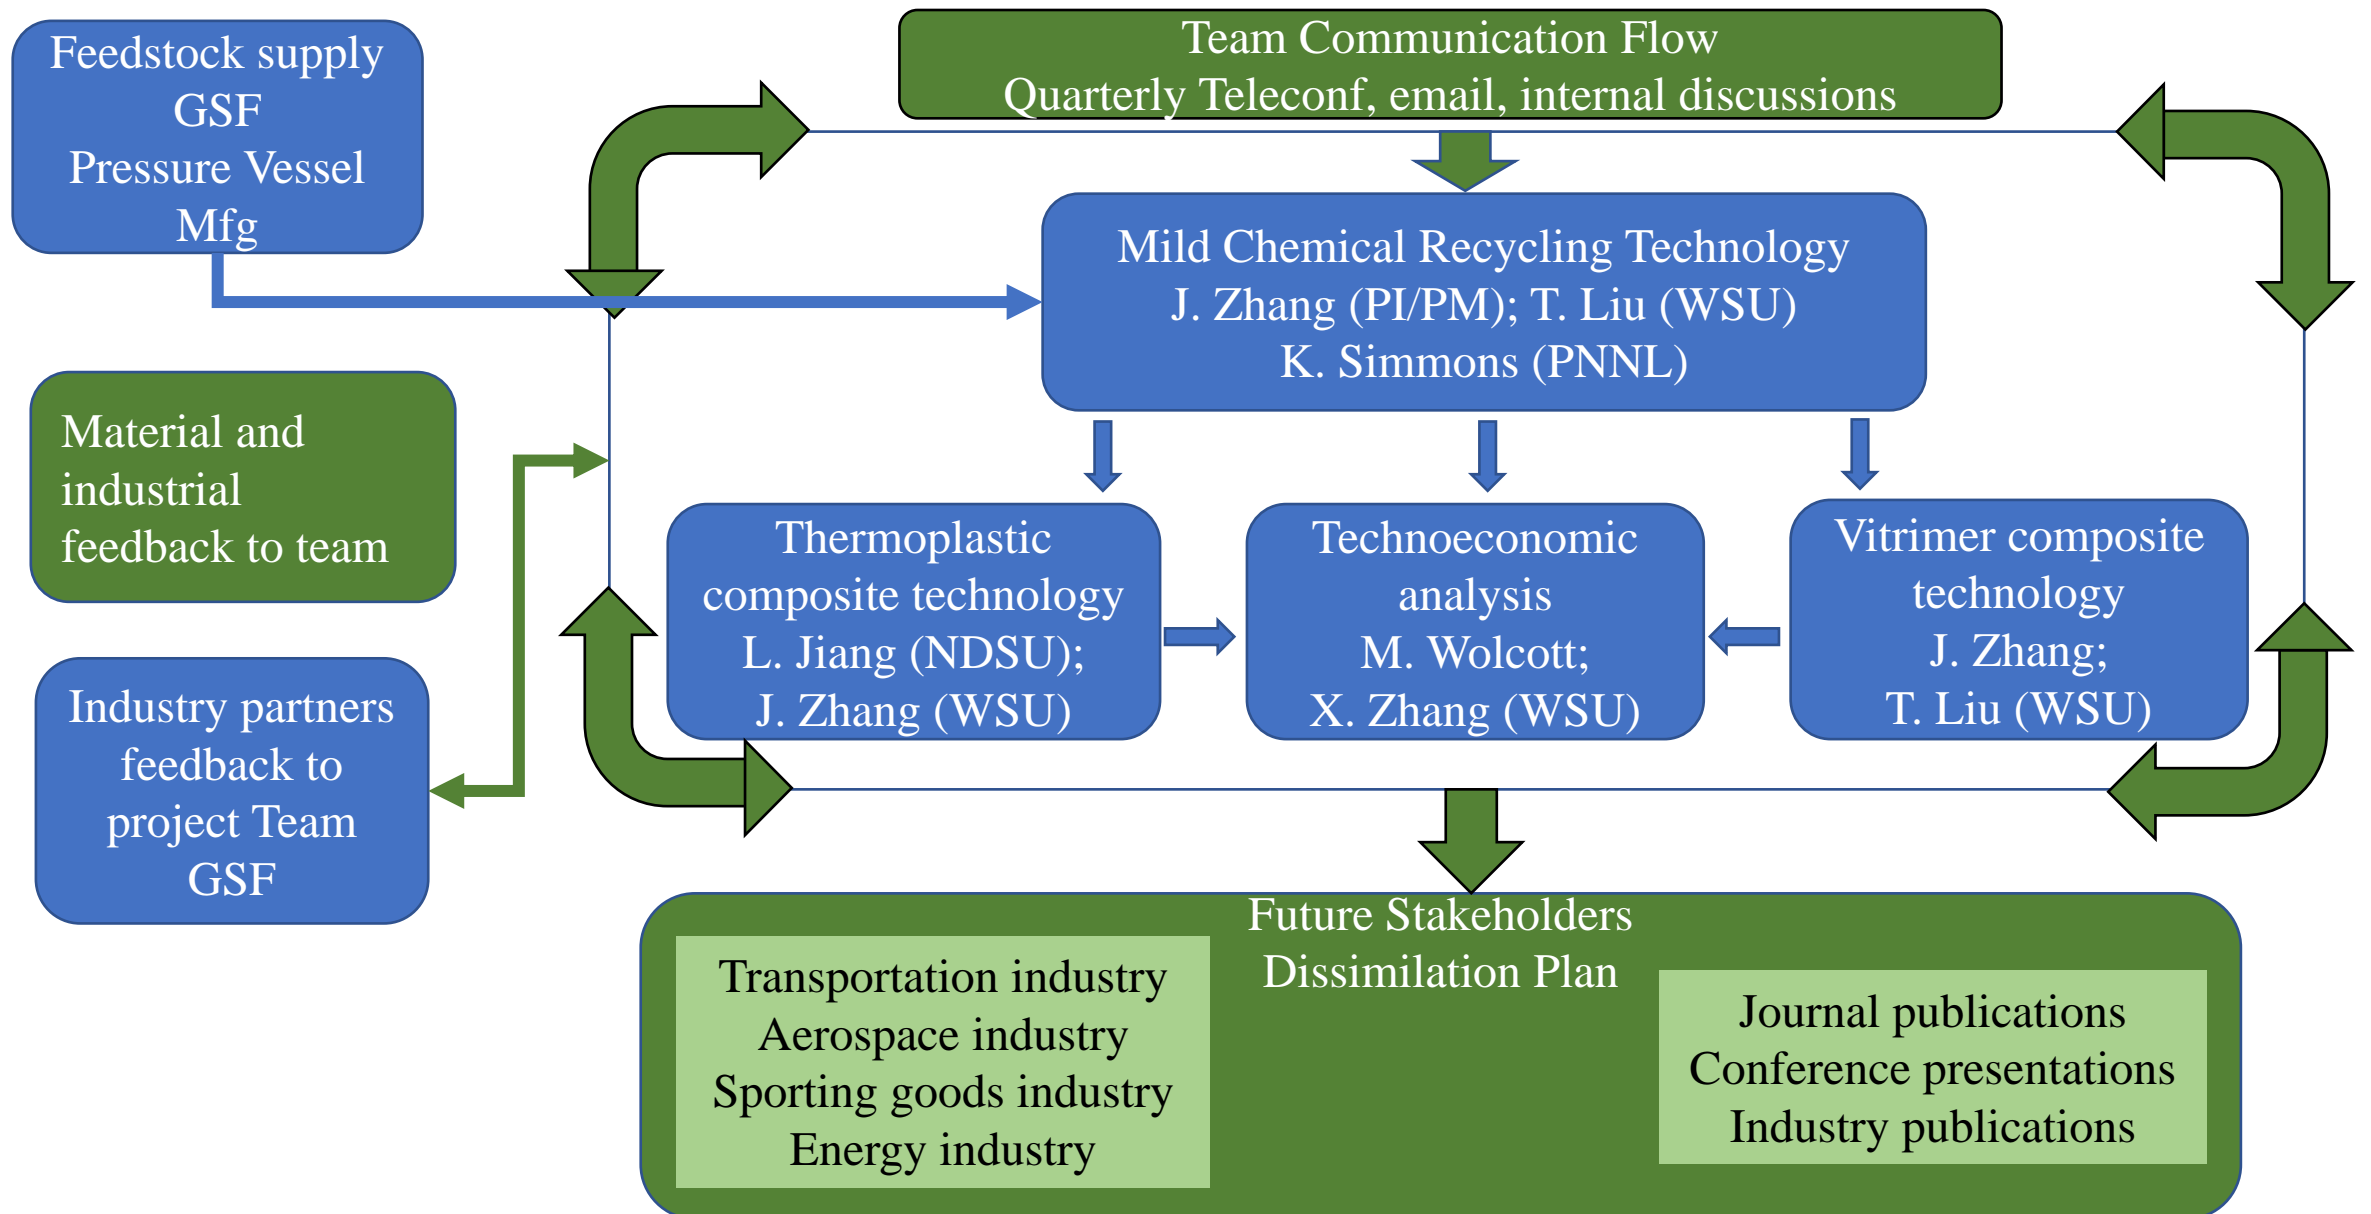 Feedstock supply
GSF
Pressure Vessel
Mfg
Team Communication Flow
Quarterly Teleconf, email, internal discussions
Mild Chemical Recycling Technology
J. Zhang (PI/PM); T. Liu (WSU)
K. Simmons (PNNL)
Material and
industrial
feedback to team
Thermoplastic
composite technology
L. Jiang (NDSU);
J. Zhang (WSU)
Technoeconomic
analysis
M. Wolcott;
X. Zhang (WSU)
Vitrimer composite
technology
J. Zhang;
T. Liu (WSU)
Industry partners
feedback to
project Team
GSF
Future Stakeholders
Dissimilation Plan
Transportation industry
Aerospace industry
Sporting goods industry
Energy industry
Journal publications
Conference presentations
Industry publications